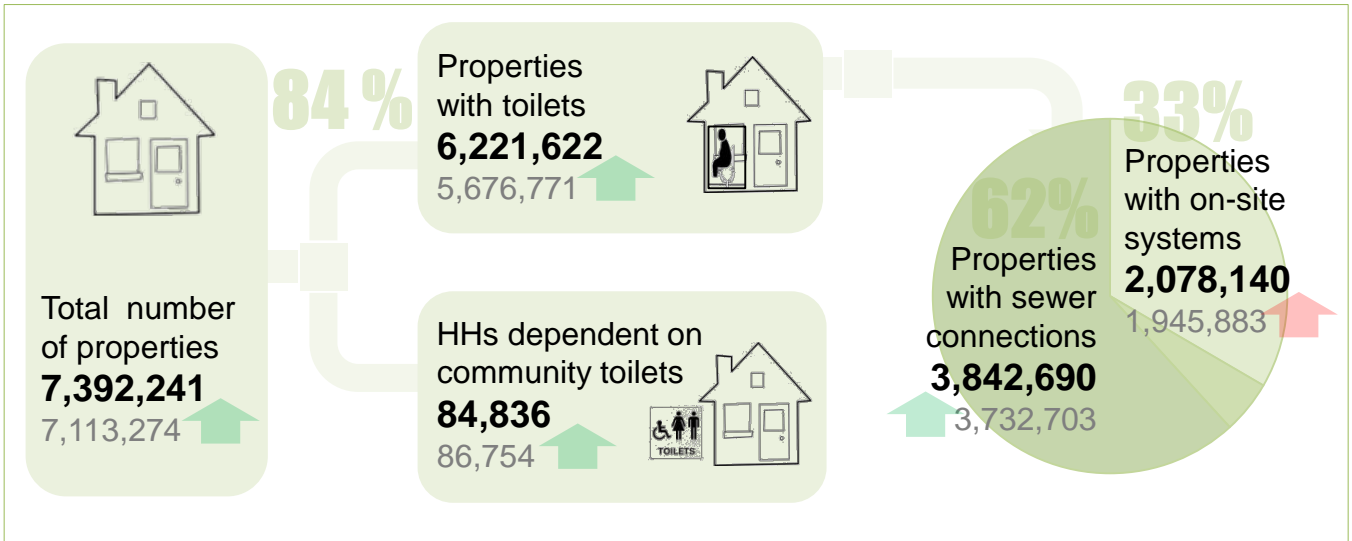 Total number
of properties
7,392,241
7,113,274
84 %
Properties
with toilets
6,221,622
5,676,771
HHs dependent on
community toilets
84,836
86,754
TOILETS
62%
Properties
with sewer
connections
3,842,690
3,732,703
33%
Properties
with on-site
systems
2,078,140
1,945,883